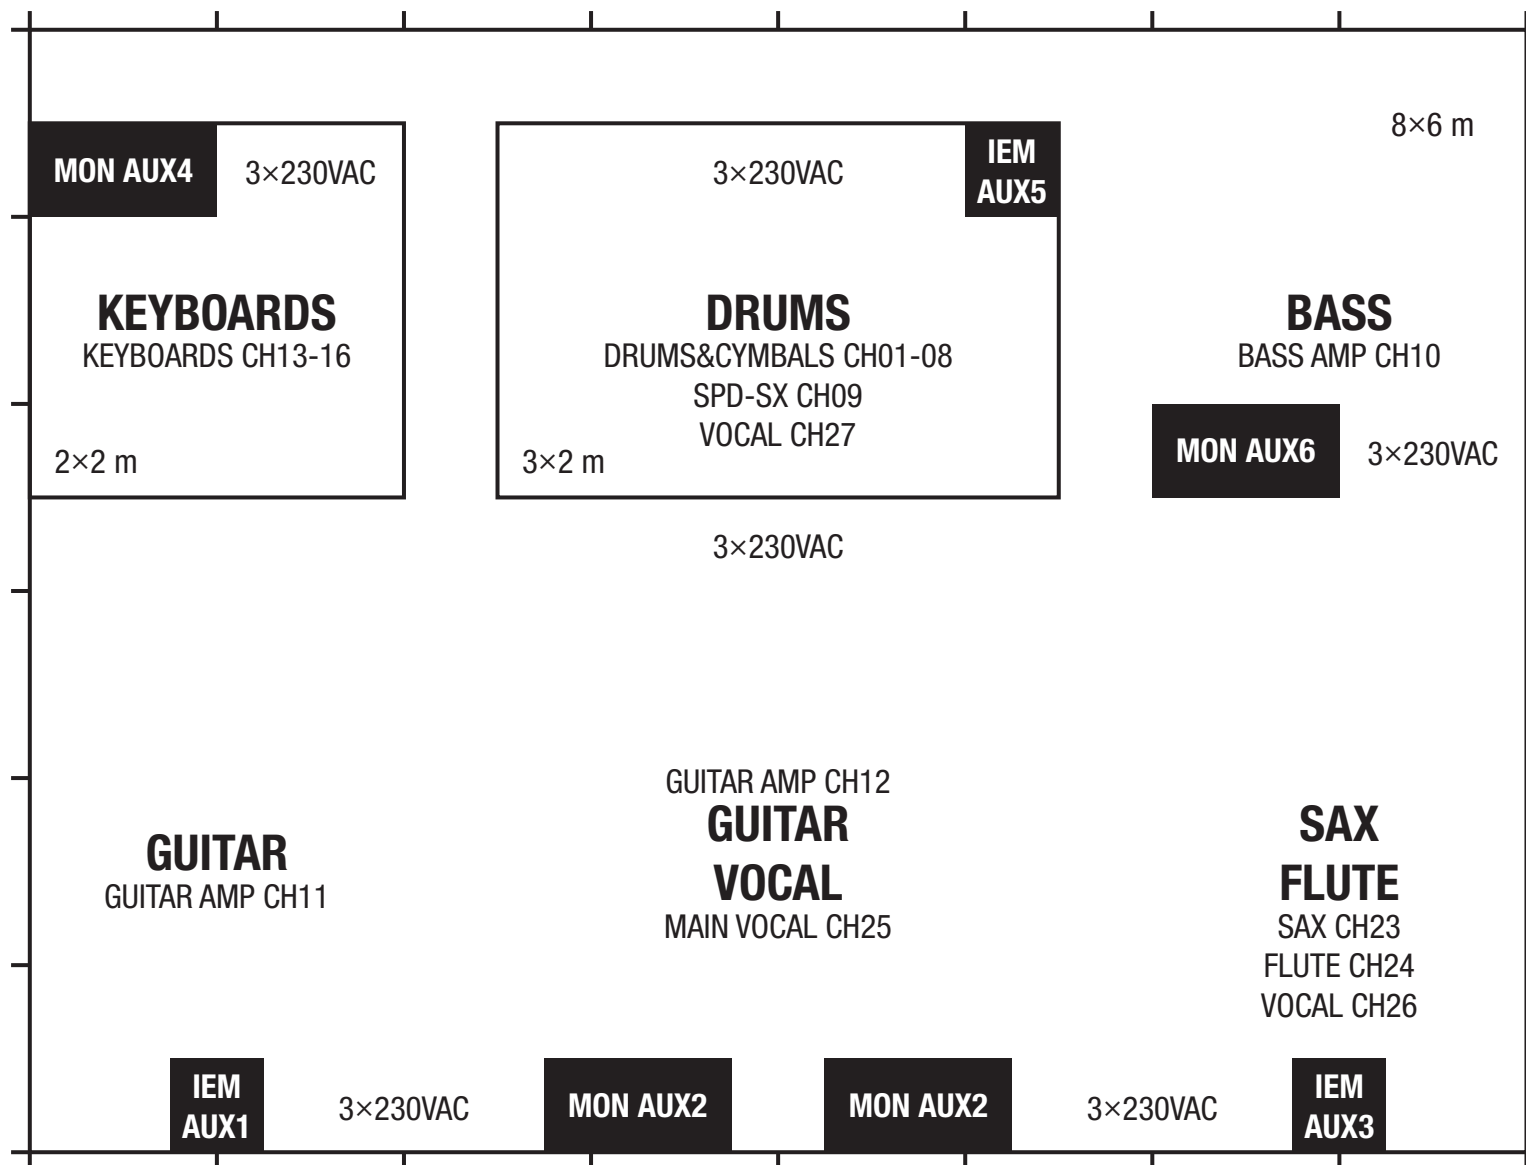 8×6 m
MON AUX4
3×230VAC
KEYBOARDS
KEYBOARDS CH13-16
2×2 m
3×230VAC
IEM
AUX5
DRUMS
DRUMS&CYMBALS CH01-08
SPD-SX CH09
VOCAL CH27
3×2 m
BASS
BASS AMP CH10
MON AUX6
3×230VAC
3×230VAC
GUITAR
GUITAR AMP CH11
GUITAR AMP CH12
GUITAR
VOCAL
MAIN VOCAL CH25
SAX
FLUTE
SAX CH23
FLUTE CH24
VOCAL CH26
IEM
AUX1
3×230VAC
MON AUX2
MON AUX2
3×230VAC
IEM
AUX3